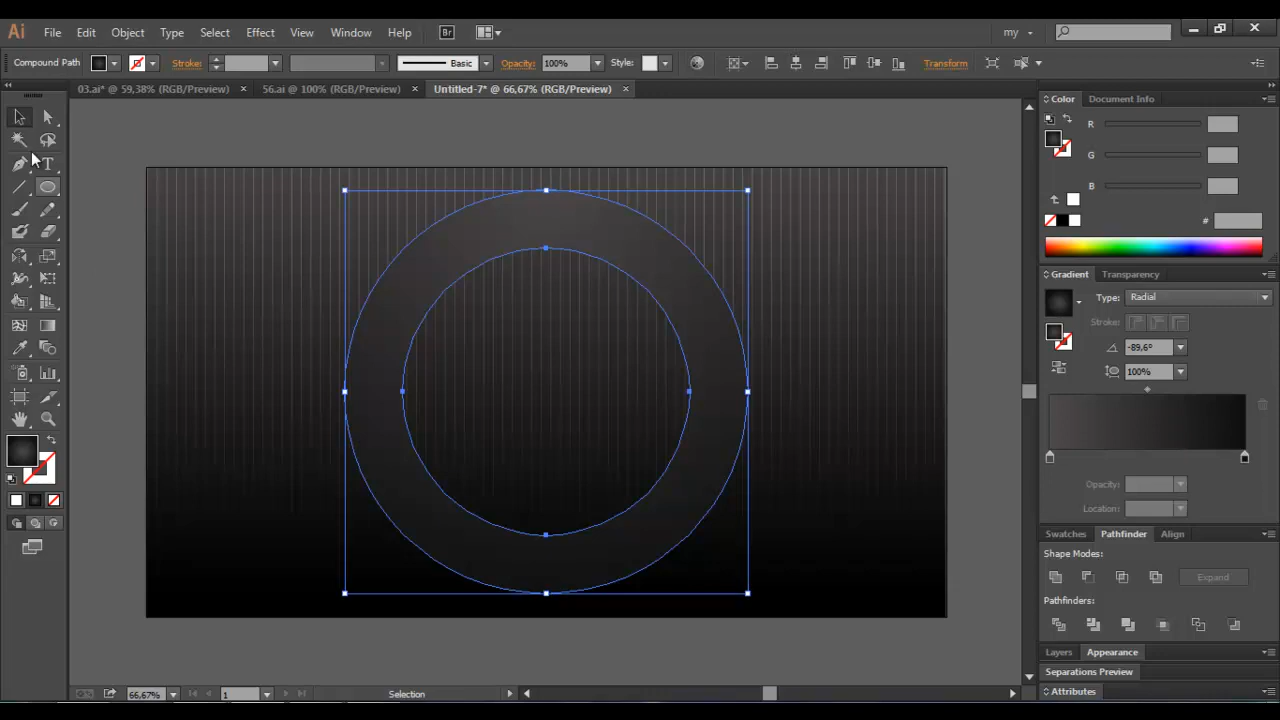 Ai File Edit Object Type Select Effect View Window Help Br my
Compound Path Stroke: Basic Opacity: 100% Style: Transform
03.ai* @ 59,38% (RGB/Preview) × 56.ai @ 100% (RGB/Preview) × Untitled-7* @ 66,67% (RGB/Preview) ×
Color Document Info
R
G
B
#
Gradient Transparency
Type: Radial
Stroke:
-89,6°
100%
Opacity:
Location:
Swatches Pathfinder Align
Shape Modes:
Expand
Pathfinders:
Layers Appearance
Separations Preview
Attributes
66,67% 1 Selection